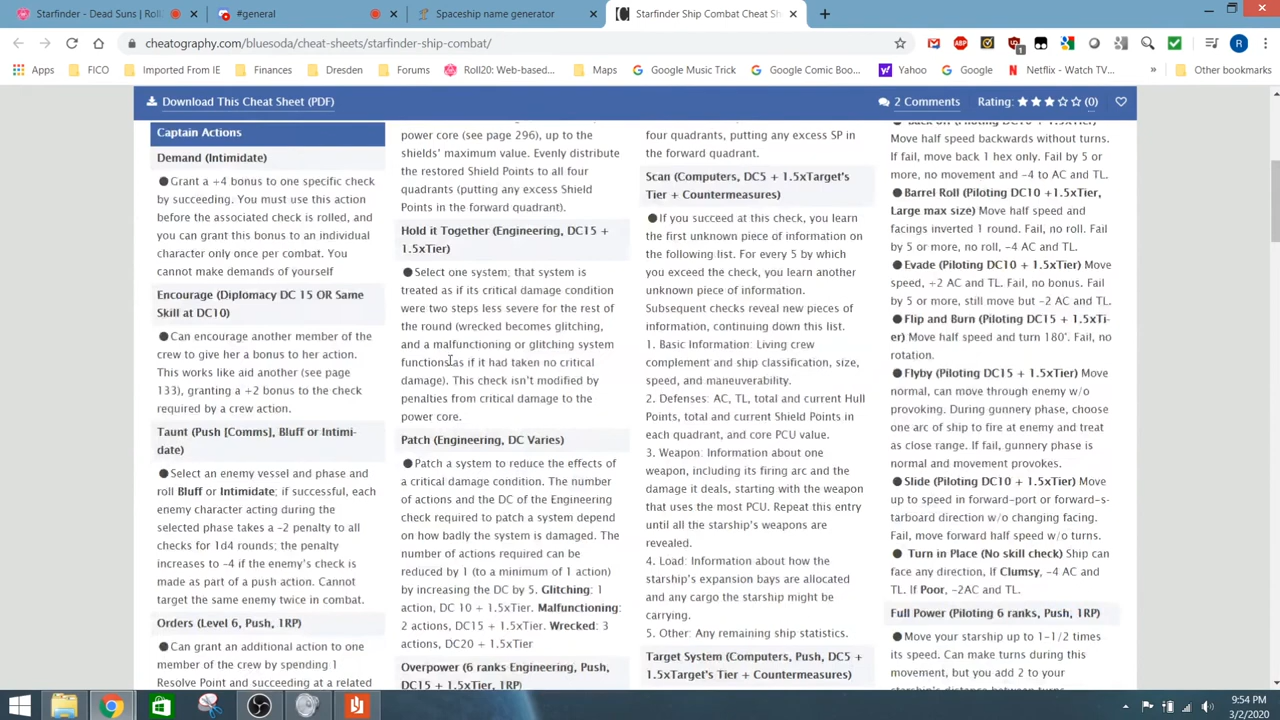 Starfinder - Dead Suns | Roll2
#general
Spaceship name generator
Starfinder Ship Combat Cheat Sh
cheatography.com/bluesoda/cheat-sheets/starfinder-ship-combat/
Apps FICO Imported From IE Finances Dresden Forums Roll20: Web-based... Maps Google Music Trick Google Comic Boo... Yahoo Google Netflix - Watch TV... Other bookmarks
Download This Cheat Sheet (PDF)
2 Comments Rating: (0)
Captain Actions
Demand (Intimidate)
Grant a +4 bonus to one specific check
by succeeding. You must use this action
before the associated check is rolled, and
you can grant this bonus to an individual
character only once per combat. You
cannot make demands of yourself
Encourage (Diplomacy DC 15 OR Same
Skill at DC10)
Can encourage another member of the
crew to give her a bonus to her action.
This works like aid another (see page
133), granting a +2 bonus to the check
required by a crew action.
Taunt (Push [Comms], Bluff or Intimi-
date)
Select an enemy vessel and phase and
roll Bluff or Intimidate; if successful, each
enemy character acting during the
selected phase takes a -2 penalty to all
checks for 1d4 rounds; the penalty
increases to -4 if the enemy's check is
made as part of a push action. Cannot
target the same enemy twice in combat.
Orders (Level 6, Push, 1RP)
Can grant an additional action to one
member of the crew by spending 1
Resolve Point and succeeding at a related
power core (see page 296), up to the
shields' maximum value. Evenly distribute
the restored Shield Points to all four
quadrants (putting any excess Shield
Points in the forward quadrant).
Hold it Together (Engineering, DC15 +
1.5xTier)
Select one system; that system is
treated as if its critical damage condition
were two steps less severe for the rest of
the round (wrecked becomes glitching,
and a malfunctioning or glitching system
functions as if it had taken no critical
damage). This check isn't modified by
penalties from critical damage to the
power core.
Patch (Engineering, DC Varies)
Patch a system to reduce the effects of
a critical damage condition. The number
of actions and the DC of the Engineering
check required to patch a system depend
on how badly the system is damaged. The
number of actions required can be
reduced by 1 (to a minimum of 1 action)
by increasing the DC by 5. Glitching: 1
action, DC 10 + 1.5xTier. Malfunctioning:
2 actions, DC15 + 1.5xTier. Wrecked: 3
actions, DC20 + 1.5xTier
Overpower (6 ranks Engineering, Push,
DC15 + 1.5xTier, 1RP)
four quadrants, putting any excess SP in
the forward quadrant.
Scan (Computers, DC5 + 1.5xTarget's
Tier + Countermeasures)
If you succeed at this check, you learn
the first unknown piece of information on
the following list. For every 5 by which
you exceed the check, you learn another
unknown piece of information.
Subsequent checks reveal new pieces of
information, continuing down this list.
1. Basic Information: Living crew
complement and ship classification, size,
speed, and maneuverability.
2. Defenses: AC, TL, total and current Hull
Points, total and current Shield Points in
each quadrant, and core PCU value.
3. Weapon: Information about one
weapon, including its firing arc and the
damage it deals, starting with the weapon
that uses the most PCU. Repeat this entry
until all the starship's weapons are
revealed.
4. Load: Information about how the
starship's expansion bays are allocated
and any cargo the starship might be
carrying.
5. Other: Any remaining ship statistics.
Target System (Computers, Push, DC5 +
1.5xTarget's Tier + Countermeasures)
Back Off (Piloting DC10 + 1.5xTier)
Move half speed backwards without turns.
If fail, move back 1 hex only. Fail by 5 or
more, no movement and -4 to AC and TL.
Barrel Roll (Piloting DC10 +1.5xTier,
Large max size) Move half speed and
facings inverted 1 round. Fail, no roll. Fail
by 5 or more, no roll, -4 AC and TL.
Evade (Piloting DC10 + 1.5xTier) Move
speed, +2 AC and TL. Fail, no bonus. Fail
by 5 or more, still move but -2 AC and TL.
Flip and Burn (Piloting DC15 + 1.5xTi-
er) Move half speed and turn 180°. Fail, no
rotation.
Flyby (Piloting DC15 + 1.5xTier) Move
normal, can move through enemy w/o
provoking. During gunnery phase, choose
one arc of ship to fire at enemy and treat
as close range. If fail, gunnery phase is
normal and movement provokes.
Slide (Piloting DC10 + 1.5xTier) Move
up to speed in forward-port or forward-s-
tarboard direction w/o changing facing.
Fail, move forward half speed w/o turns.
Turn in Place (No skill check) Ship can
face any direction, If Clumsy, -4 AC and
TL. If Poor, -2AC and TL.
Full Power (Piloting 6 ranks, Push, 1RP)
Move your starship up to 1-1/2 times
its speed. Can make turns during this
movement, but you add 2 to your
starship's distance between turns.
9:54 PM
3/2/2020